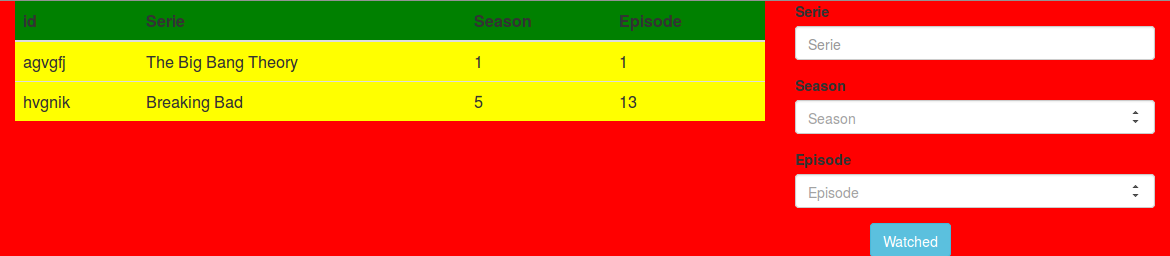 id Serie Season Episode
agvgfj The Big Bang Theory 1 1
hvgnik Breaking Bad 5 13
Serie
Serie
Season
Season
Episode
Episode
Watched